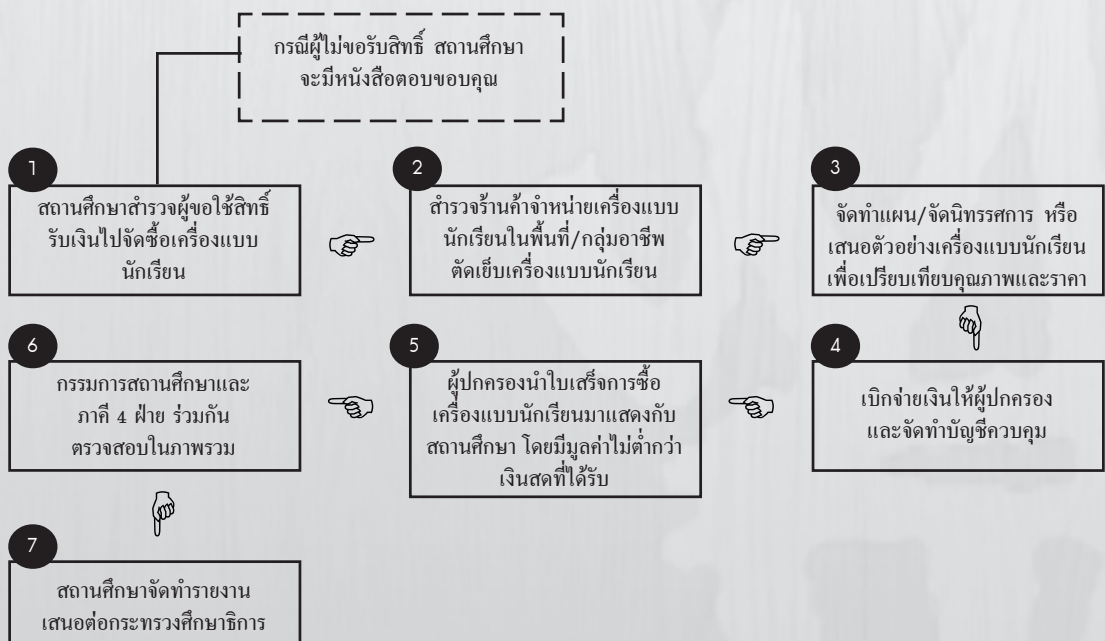 กรณีผู้ไม่ขอรับสิทธิ์ สถานศึกษา
จะมีหนังสือตอบขอบคุณ
1
สถานศึกษาสำรวจผู้ขอใช้สิทธิ์
รับเงินไปจัดซื้อเครื่องแบบ
นักเรียน
2
สำรวจร้านค้าจำหน่ายเครื่องแบบ
นักเรียนในพื้นที่/กลุ่มอาชีพ
ตัดเย็บเครื่องแบบนักเรียน
3
จัดทำแผน/จัดนิทรรศการ หรือ
เสนอตัวอย่างเครื่องแบบนักเรียน
เพื่อเปรียบเทียบคุณภาพและราคา
4
เบิกจ่ายเงินให้ผู้ปกครอง
และจัดทำบัญชีควบคุม
5
ผู้ปกครองนำใบเสร็จการซื้อ
เครื่องแบบนักเรียนมาแสดงกับ
สถานศึกษา โดยมีมูลค่าไม่ต่ำกว่า
เงินสดที่ได้รับ
6
กรรมการสถานศึกษาและ
ภาคี 4 ฝ่าย ร่วมกัน
ตรวจสอบในภาพรวม
7
สถานศึกษาจัดทำรายงาน
เสนอต่อกระทรวงศึกษาธิการ